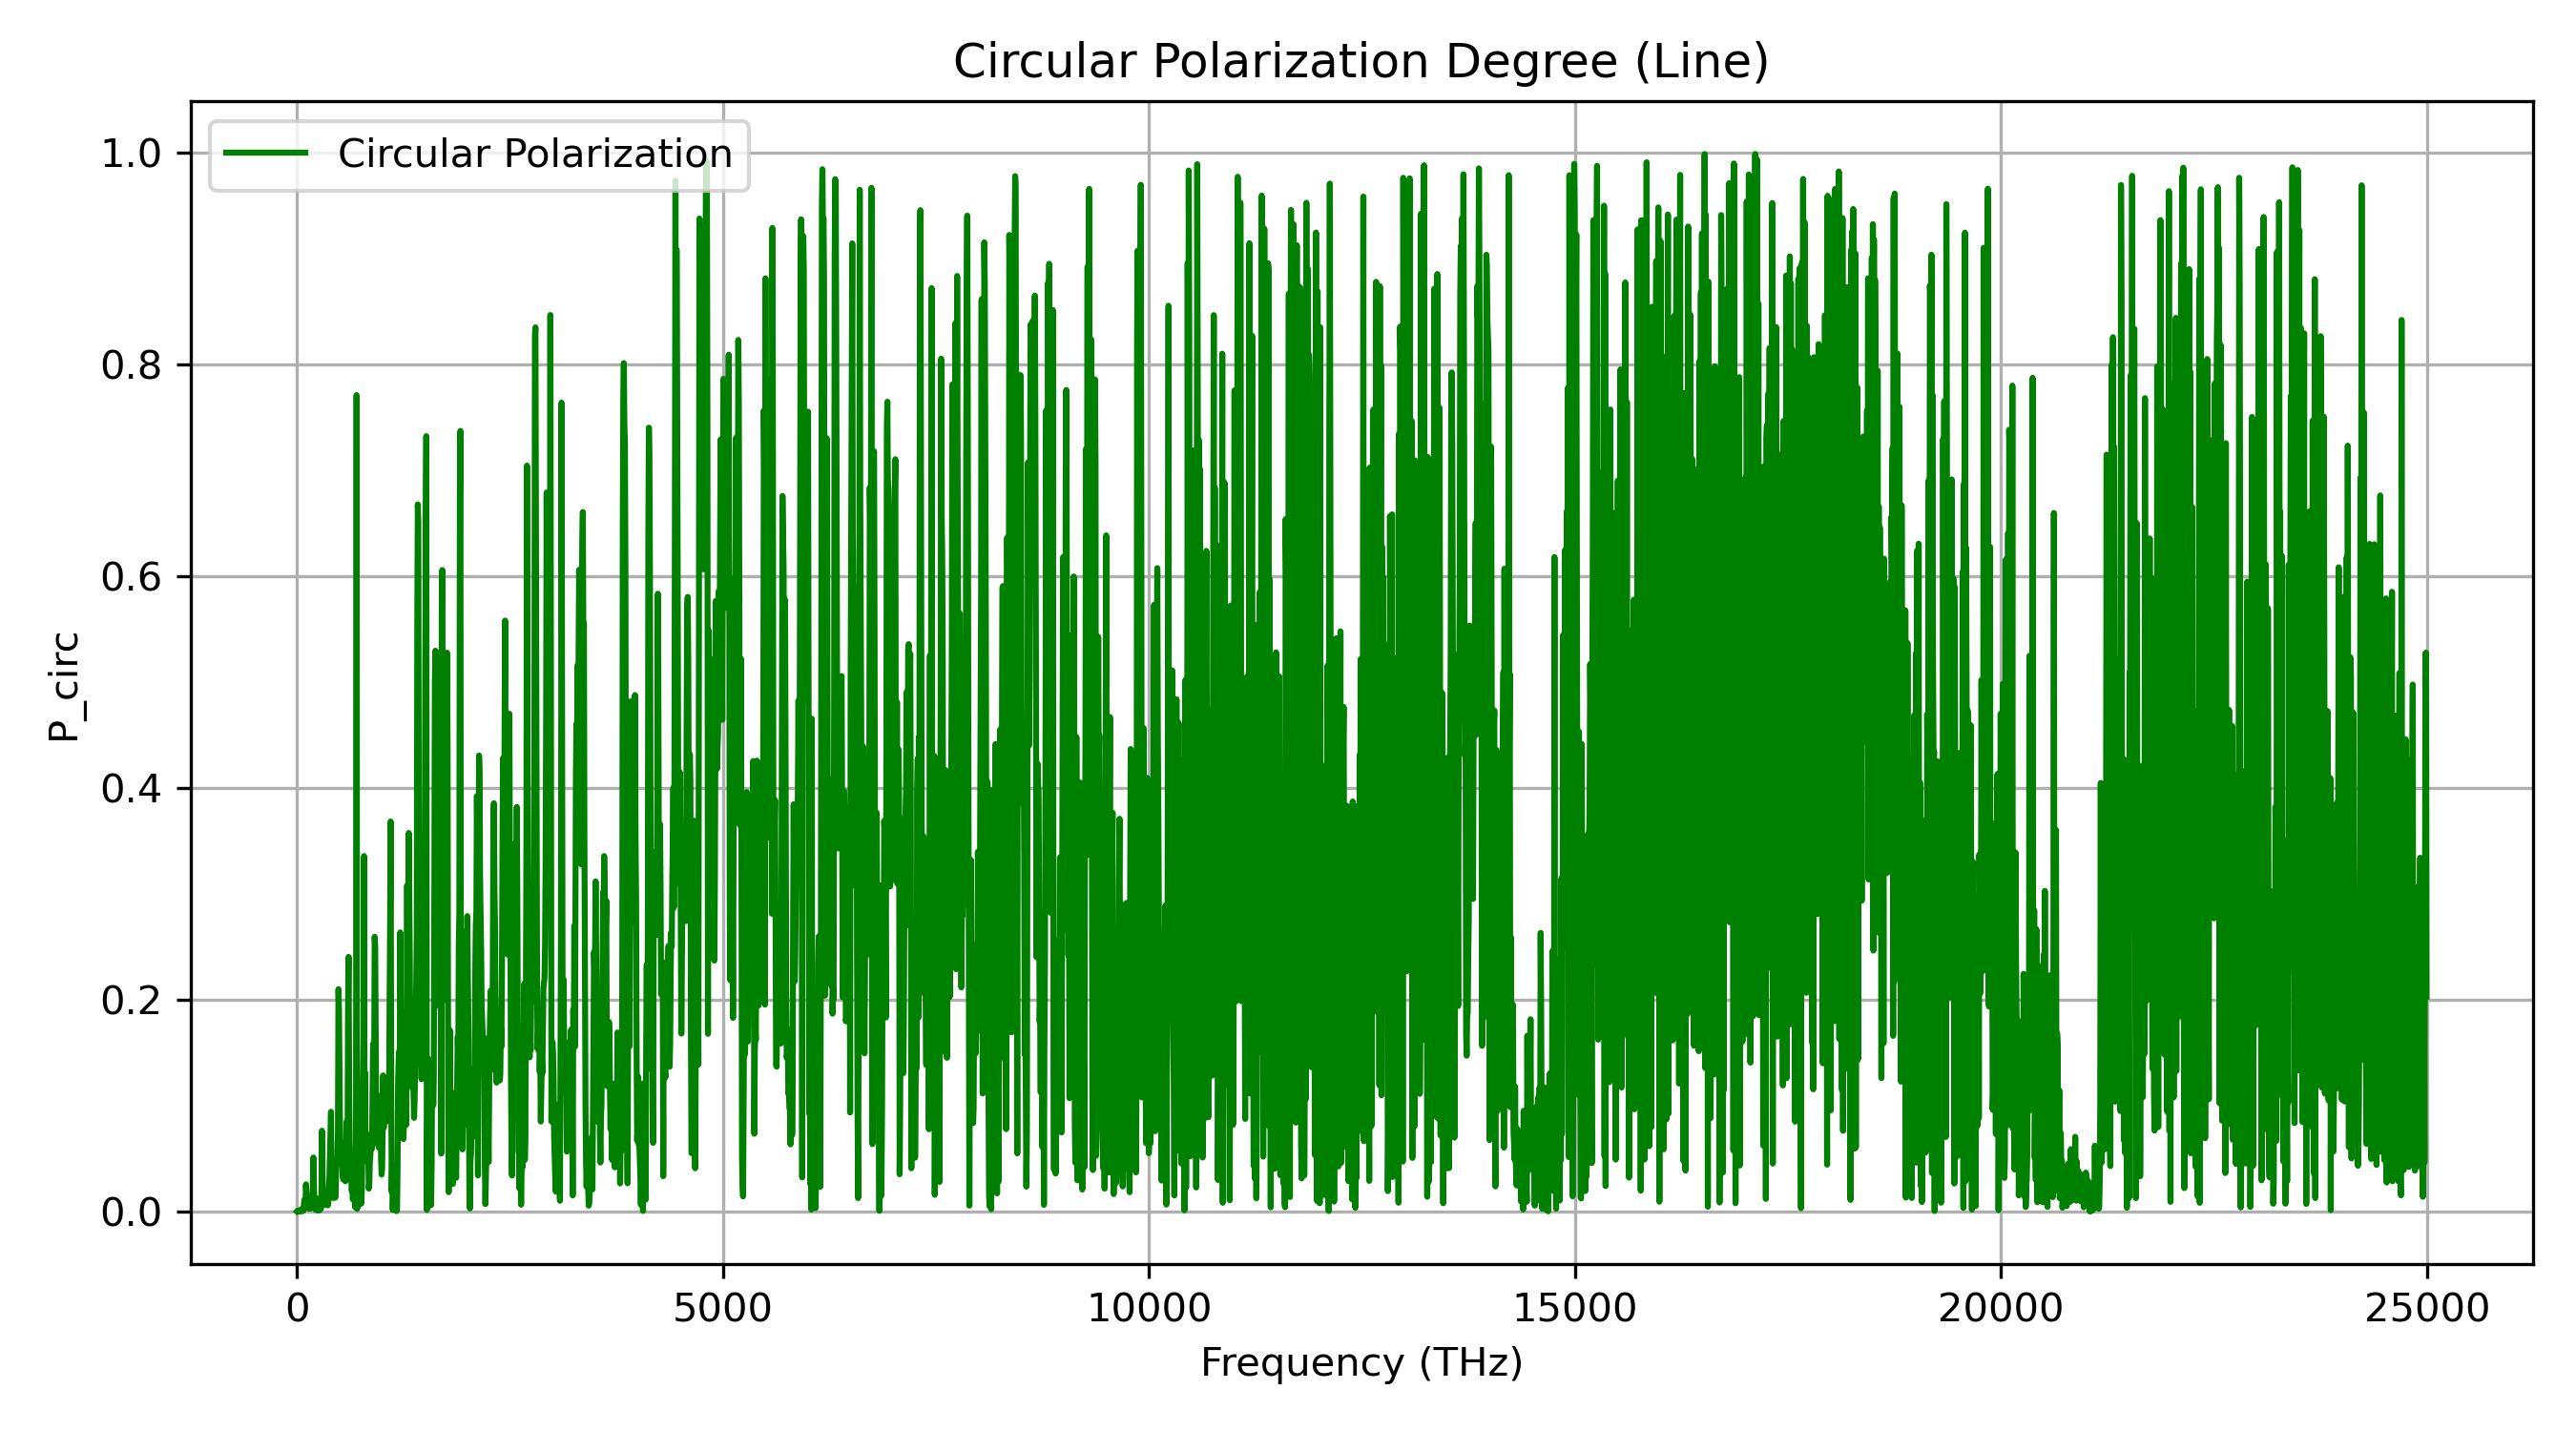 Circular Polarization Degree (Line)
Circular Polarization
1.0
0.8
0.6
0.4
0.2
0.0
P_circ
0 5000 10000 15000 20000 25000
Frequency (THz)